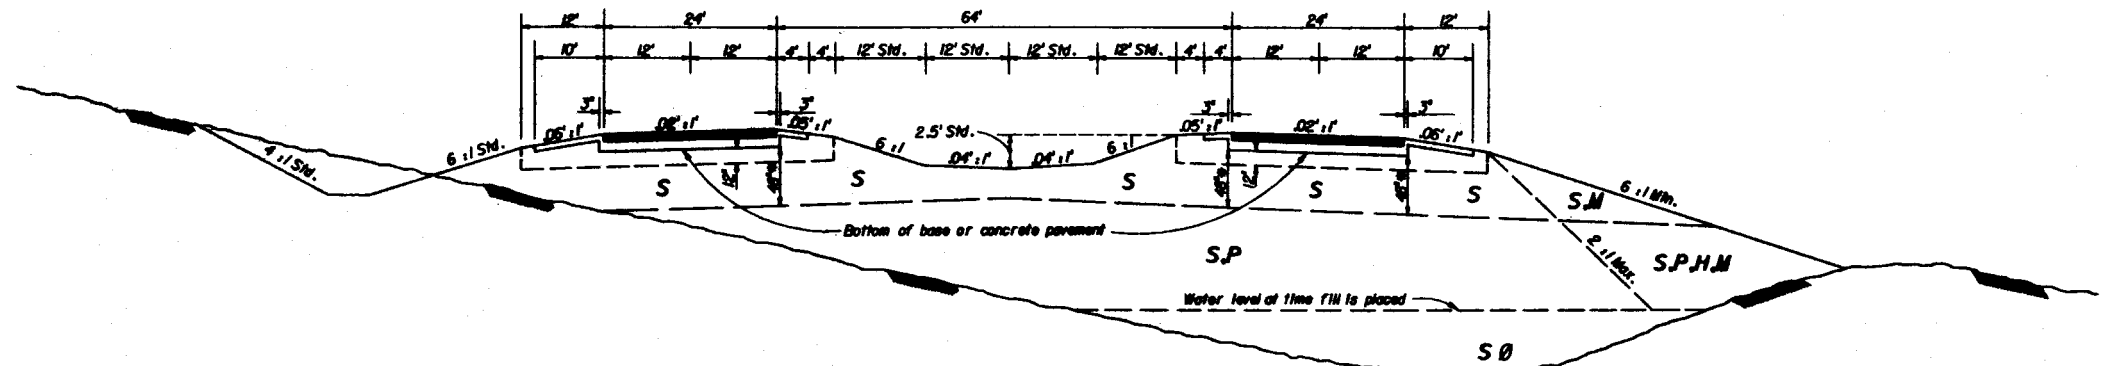 12' 24' 64' 24' 12'
10' 12' 12' 4' 4' 12' Std. 12' Std. 12' Std. 12' Std. 4' 4' 12' 12' 10'
3" 3" 3" 3"
.06':1' .02':1' .05':1' 2.5' Std. .05':1' .02':1' .06':1'
4:1 Std. 6:1 Std. 6:1 .04':1' .04':1' 6:1
12" 12"
S S S S S S.M 6:1 Min.
Bottom of base or concrete pavement
S.P 2:1 Max. S.P.H.M
Water level at time fill is placed
S Ø